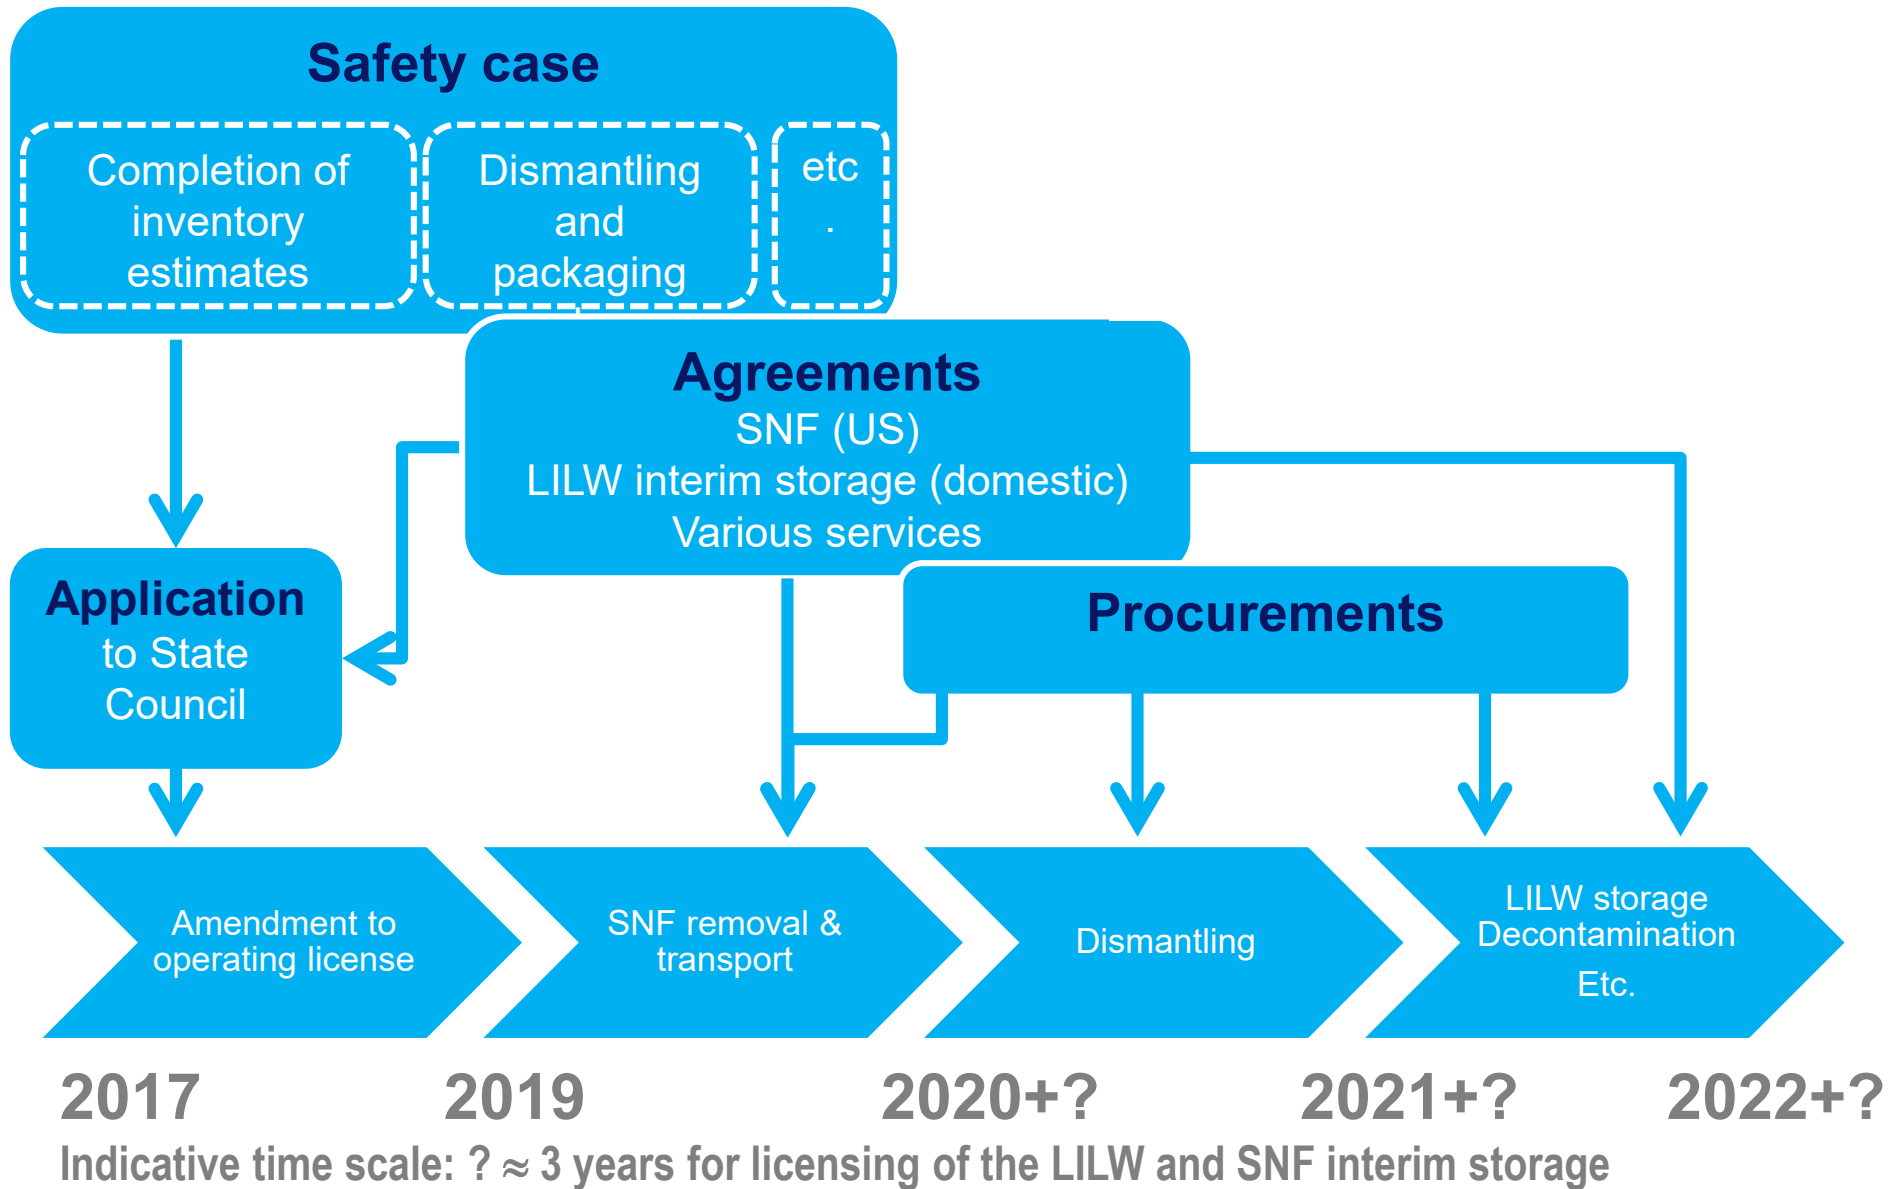 Safety case
Completion of
inventory
estimates
Dismantling
and
packaging
etc
.
Agreements
SNF (US)
LILW interim storage (domestic)
Various services
Application
to State
Council
Procurements
Amendment to
operating license
SNF removal &
transport
Dismantling
LILW storage
Decontamination
Etc.
2017
2019
2020+?
2021+?
2022+?
Indicative time scale: ? ≈ 3 years for licensing of the LILW and SNF interim storage